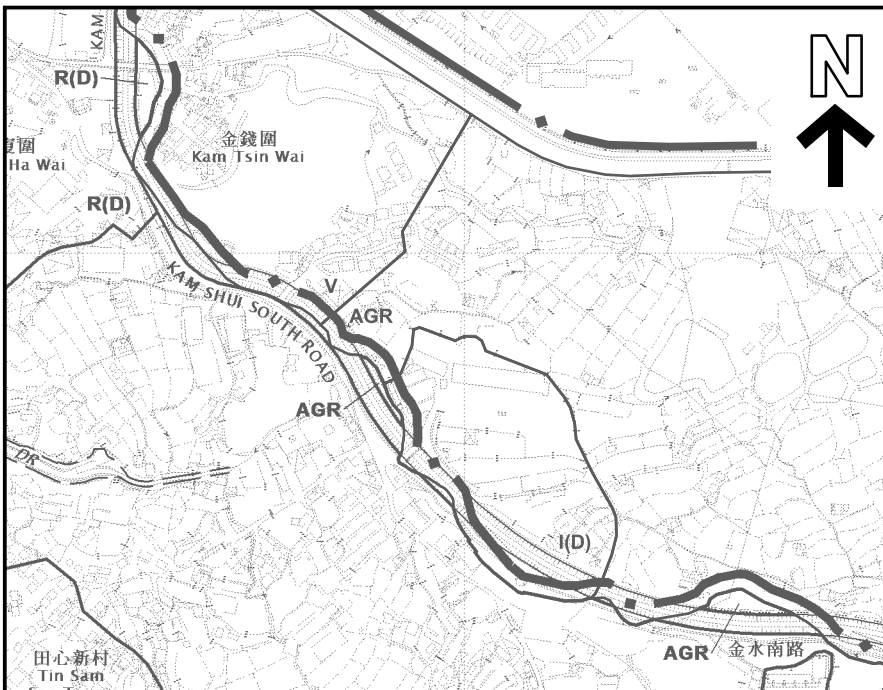 N
KAM
R(D)
金錢圍
Kam Tsin Wai
Ha Wai
R(D)
KAM SHUI SOUTH ROAD
V
AGR
AGR
DR
I(D)
AGR
金水南路
田心新村
Tin Sam